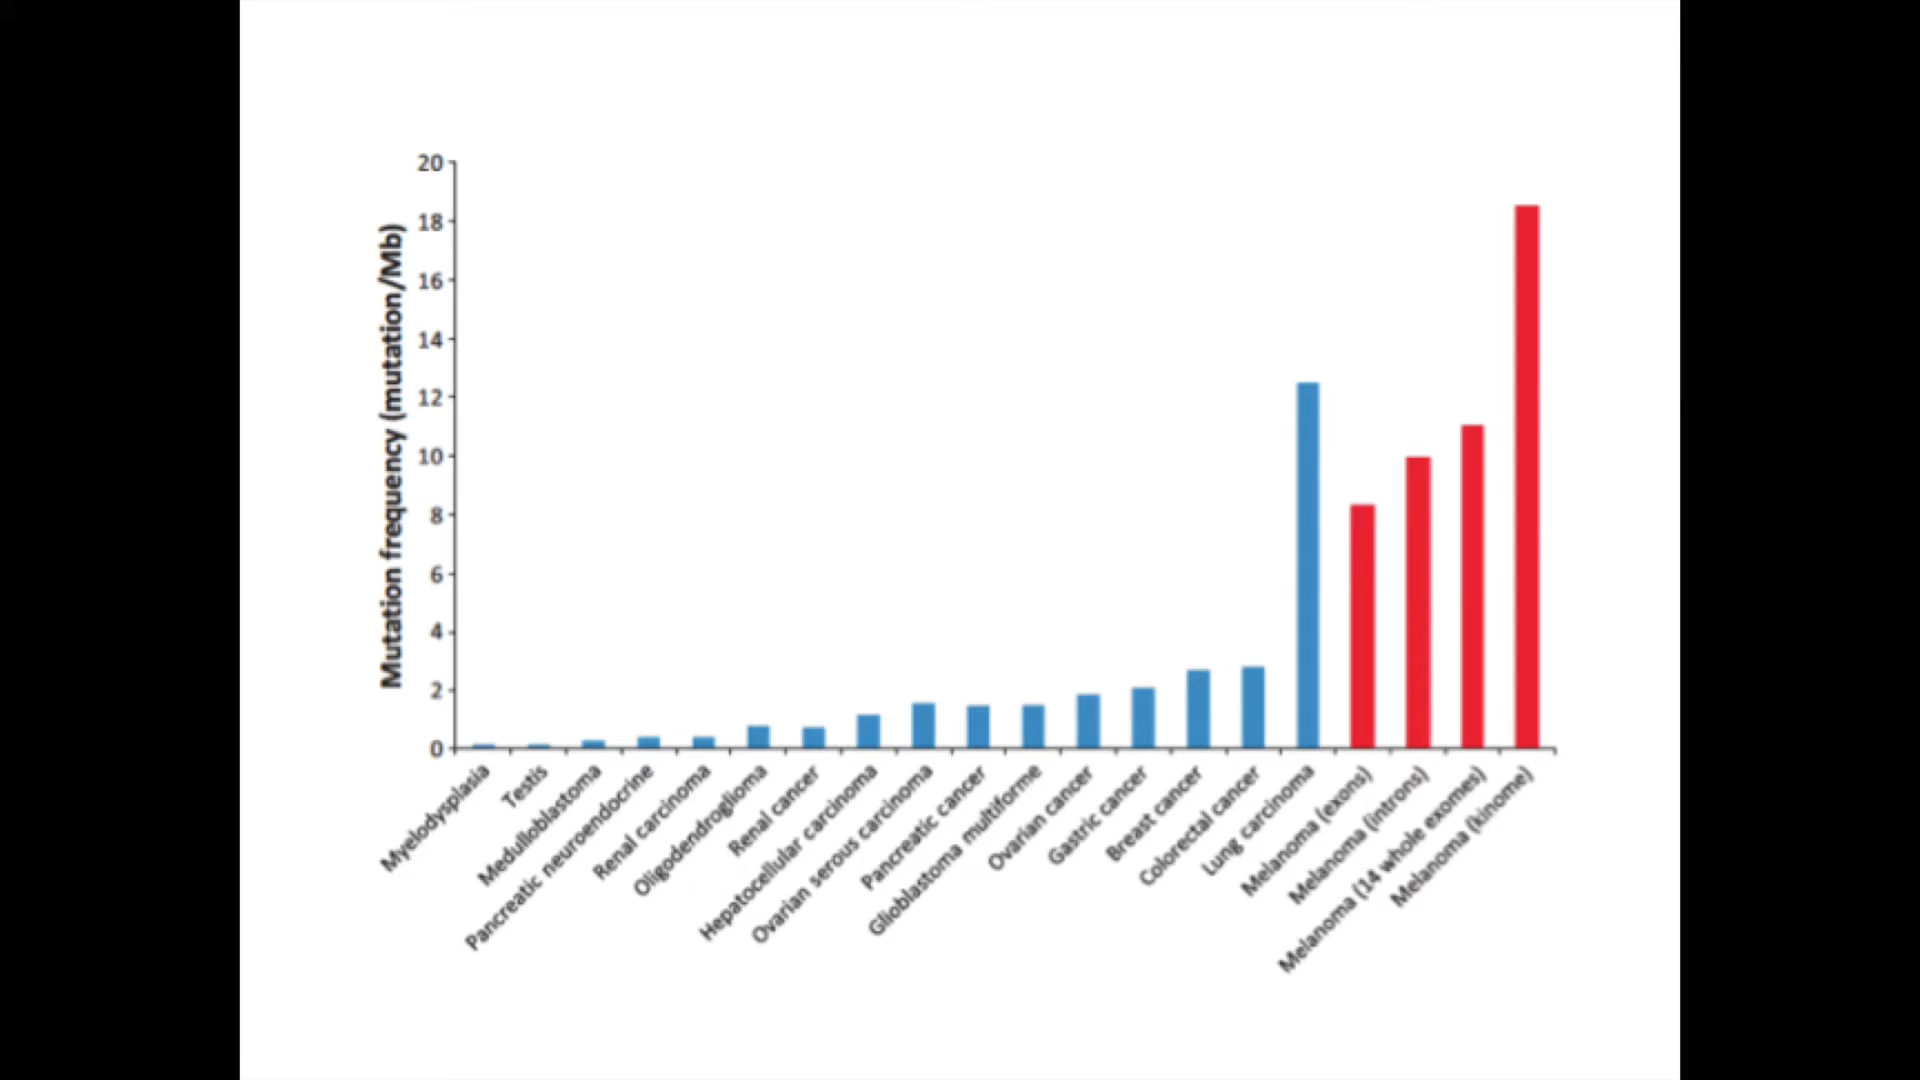 Mutation frequency (mutation/Mb)
20
18
16
14
12
10
8
6
4
2
0
Myelodysplasia
Testis
Medulloblastoma
Pancreatic neuroendocrine
Renal carcinoma
Oligodendroglioma
Renal cancer
Hepatocellular carcinoma
Ovarian serous carcinoma
Pancreatic cancer
Glioblastoma multiforme
Ovarian cancer
Gastric cancer
Breast cancer
Colorectal cancer
Lung carcinoma
Melanoma (exons)
Melanoma (introns)
Melanoma (14 whole exomes)
Melanoma (kinome)